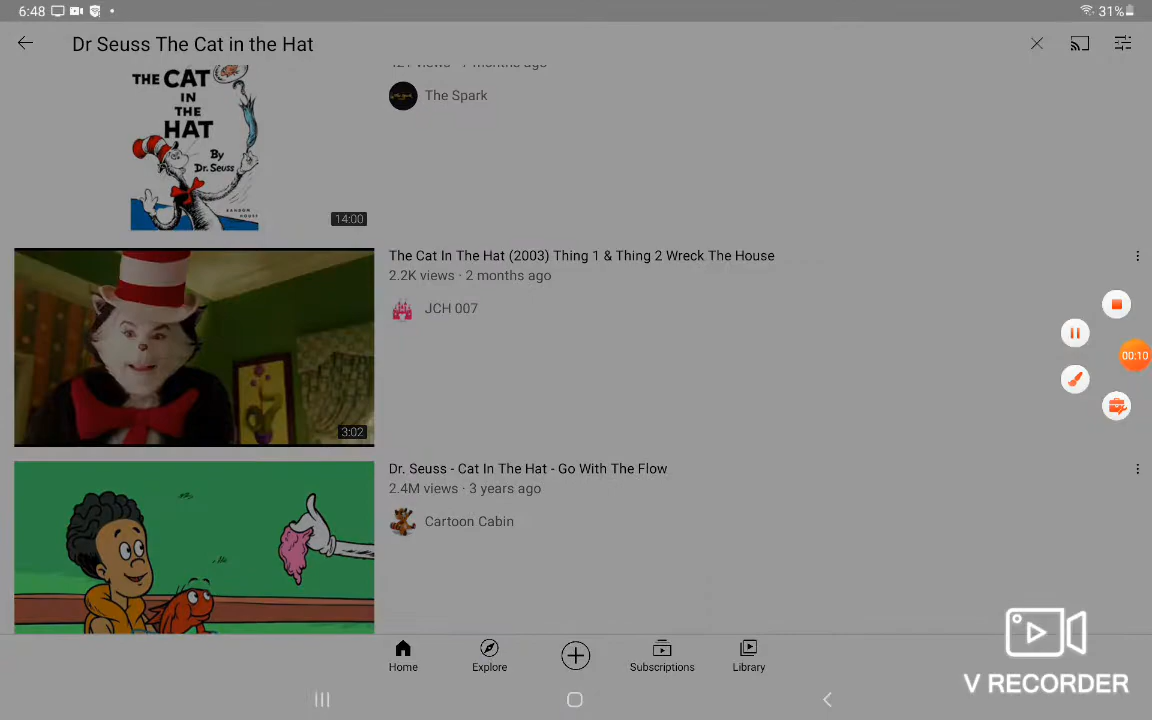 6:48
31%
Dr Seuss The Cat in the Hat
THE CAT
IN
THE
HAT
By
Dr. Seuss
RANDOM
HOUSE
14:00
The Spark
The Cat In The Hat (2003) Thing 1 & Thing 2 Wreck The House
2.2K views · 2 months ago
JCH 007
3:02
Dr. Seuss - Cat In The Hat - Go With The Flow
2.4M views · 3 years ago
Cartoon Cabin
00:10
Home
Explore
Subscriptions
Library
V RECORDER